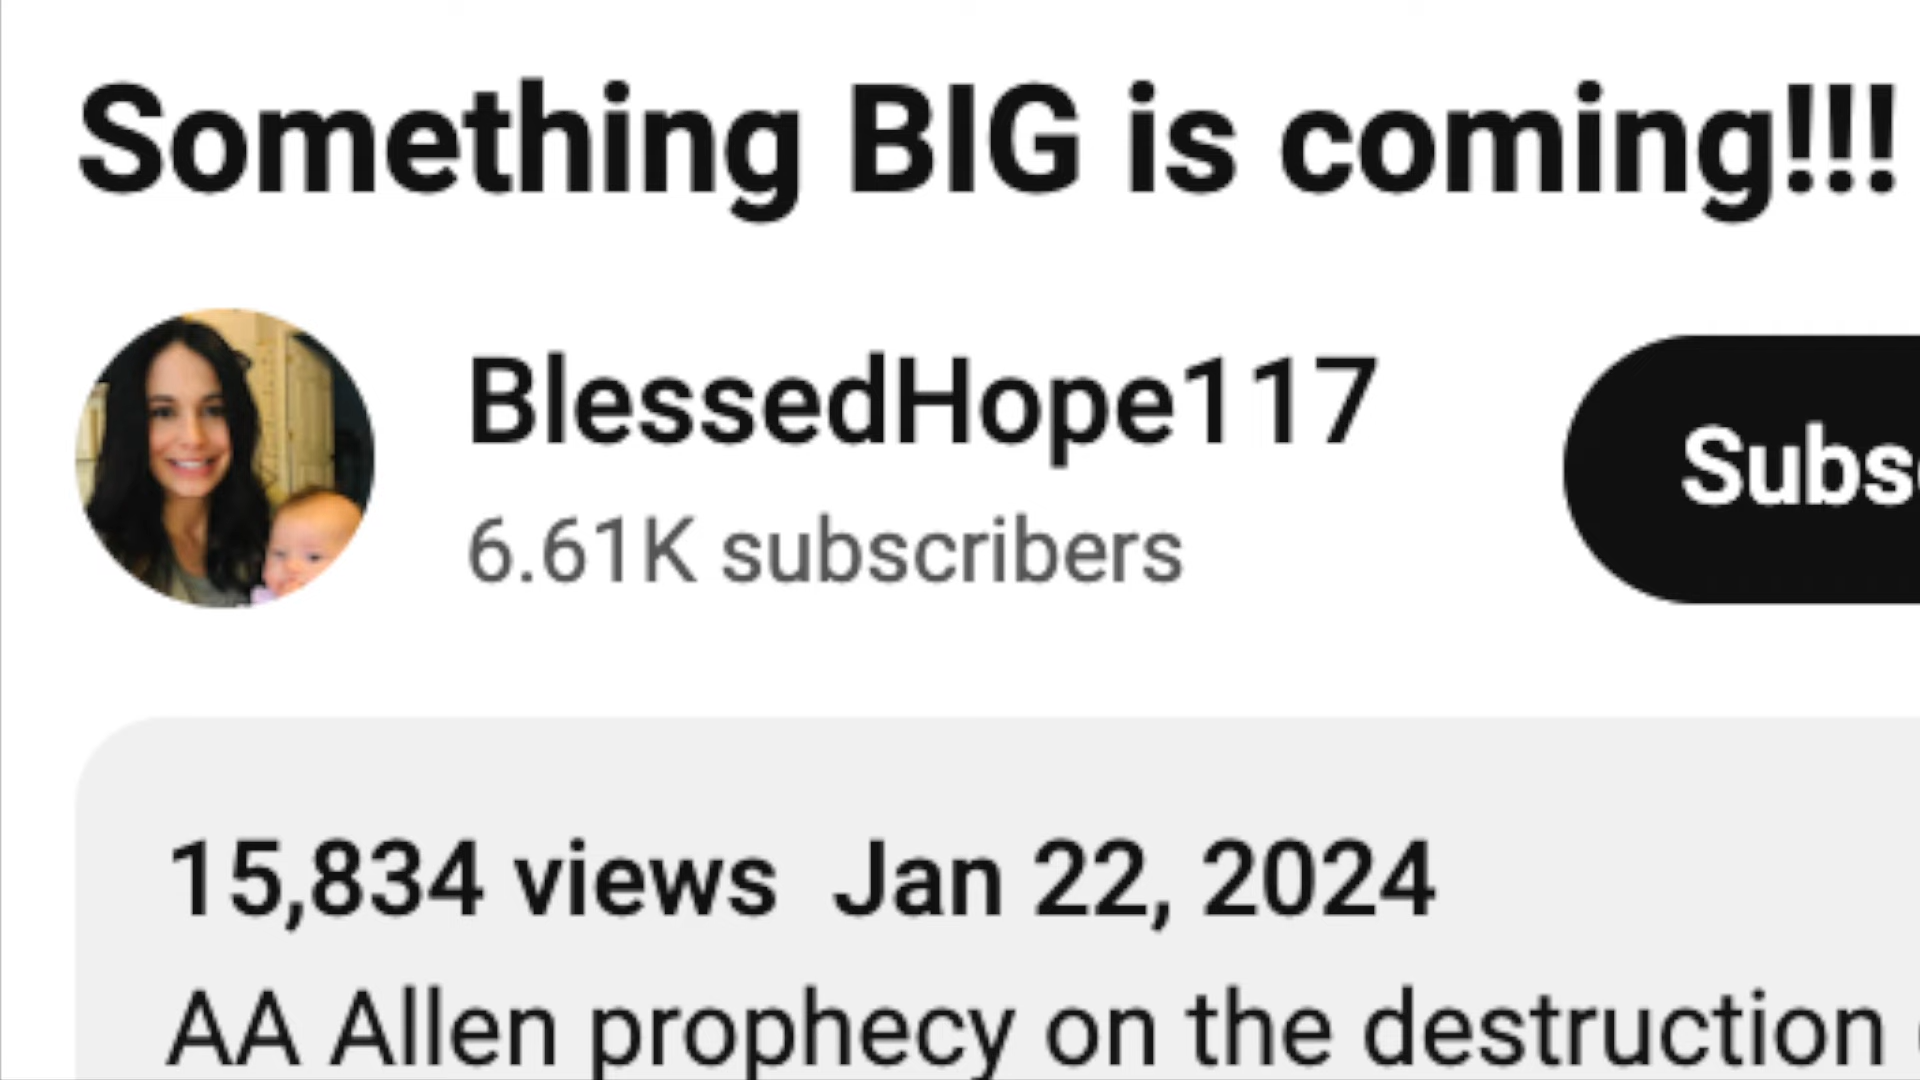 Something BIG is coming!!!
BlessedHope117
Subs
6.61K subscribers
15,834 views Jan 22, 2024
AA Allen prophecy on the destruction